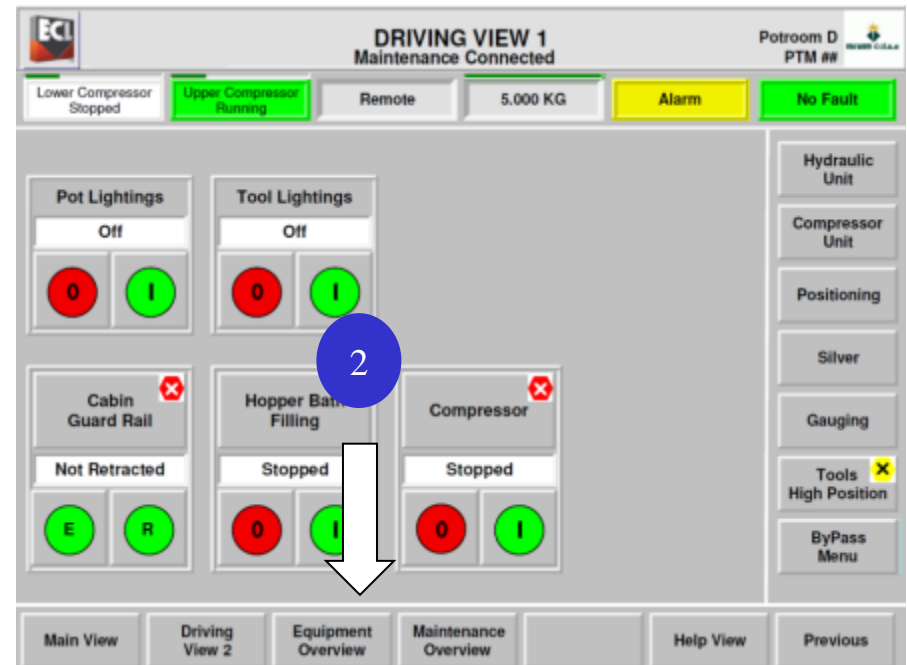 ECL
DRIVING VIEW 1
Maintenance Connected
Potroom D
PTM ##
Lower Compressor
Stopped
Upper Compressor
Running
Remote
5.000 KG
Alarm
No Fault
Pot Lightings
Off
0 I
Tool Lightings
Off
0 I
Hydraulic
Unit
Compressor
Unit
Positioning
Silver
Gauging
Tools
High Position
ByPass
Menu
2
Cabin
Guard Rail
Not Retracted
E R
Hopper
Filling
Stopped
0 I
Compressor
Stopped
0 I
Main View
Driving
View 2
Equipment
Overview
Maintenance
Overview
Help View
Previous